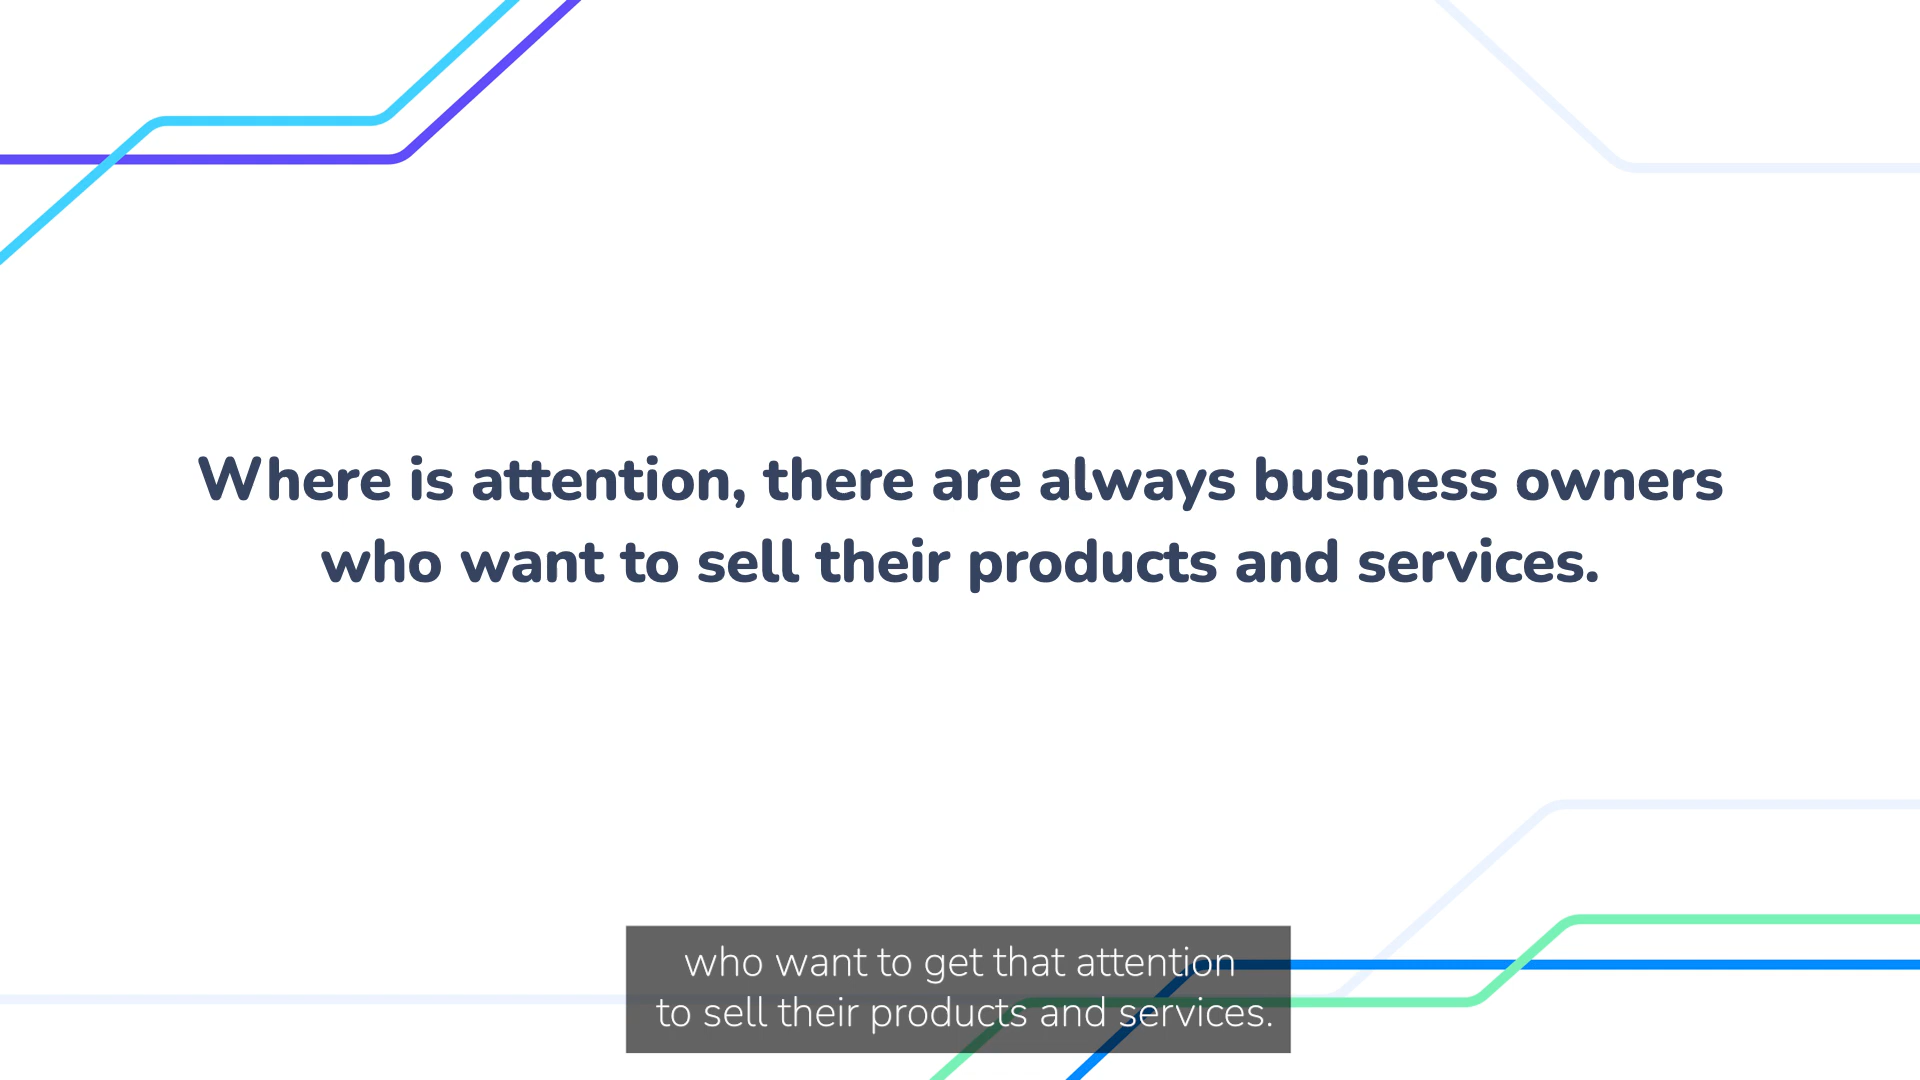 Where is attention, there are always business owners
who want to sell their products and services.
who want to get that attention
to sell their products and services.